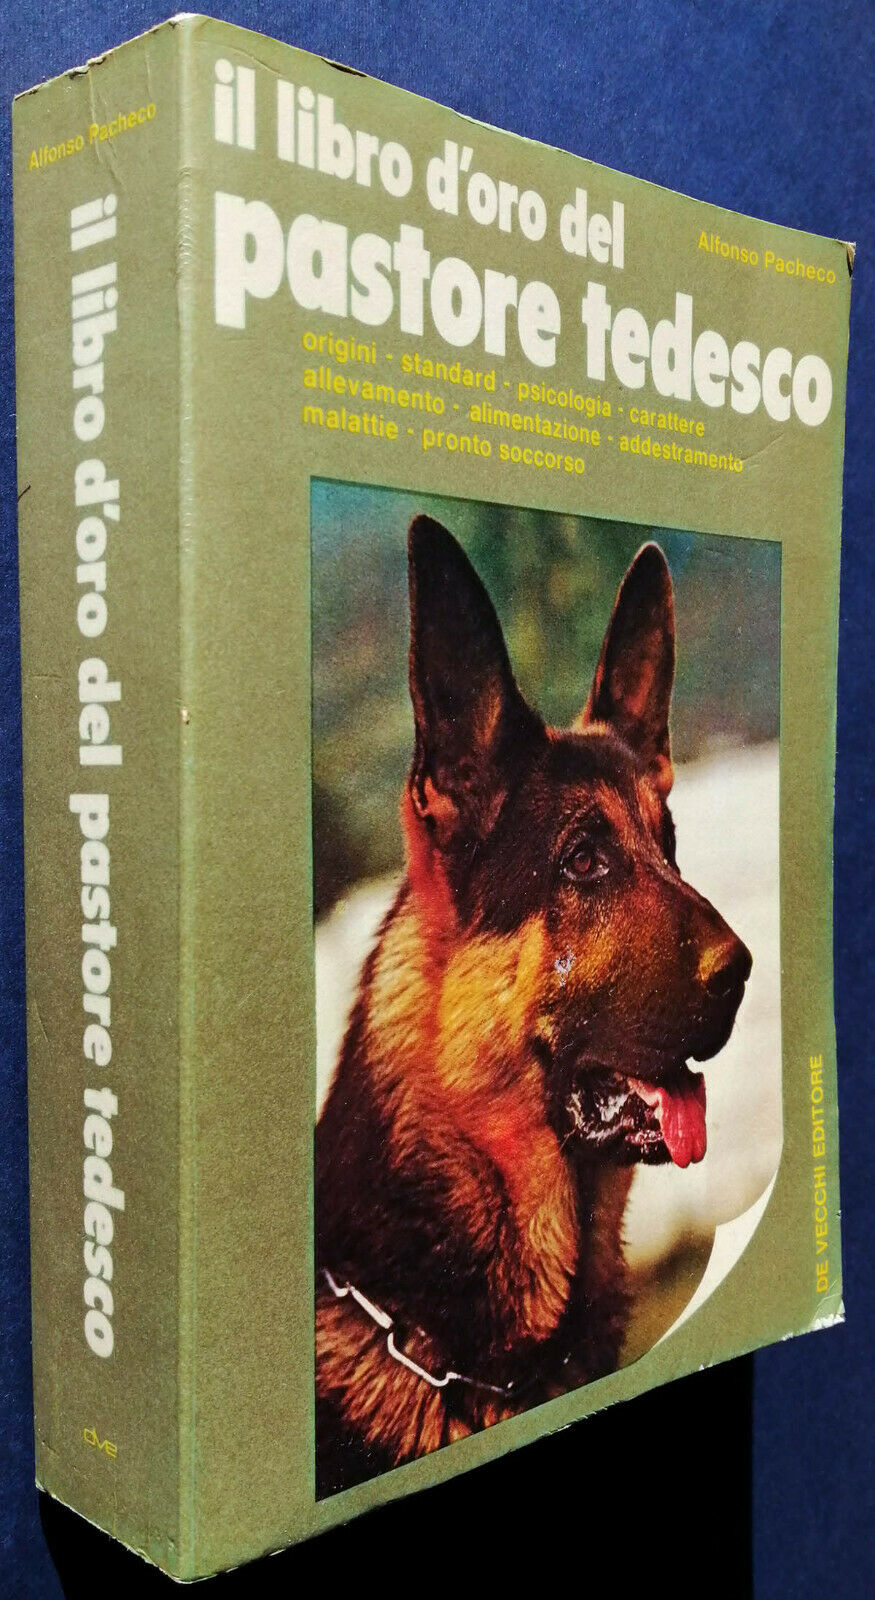 Alfonso Pacheco
il libro d'oro del pastore tedesco
dve
il libro d'oro del
Alfonso Pacheco
pastore tedesco
origini - standard - psicologia - carattere
allevamento - alimentazione - addestramento
malattie - pronto soccorso
DE VECCHI EDITORE